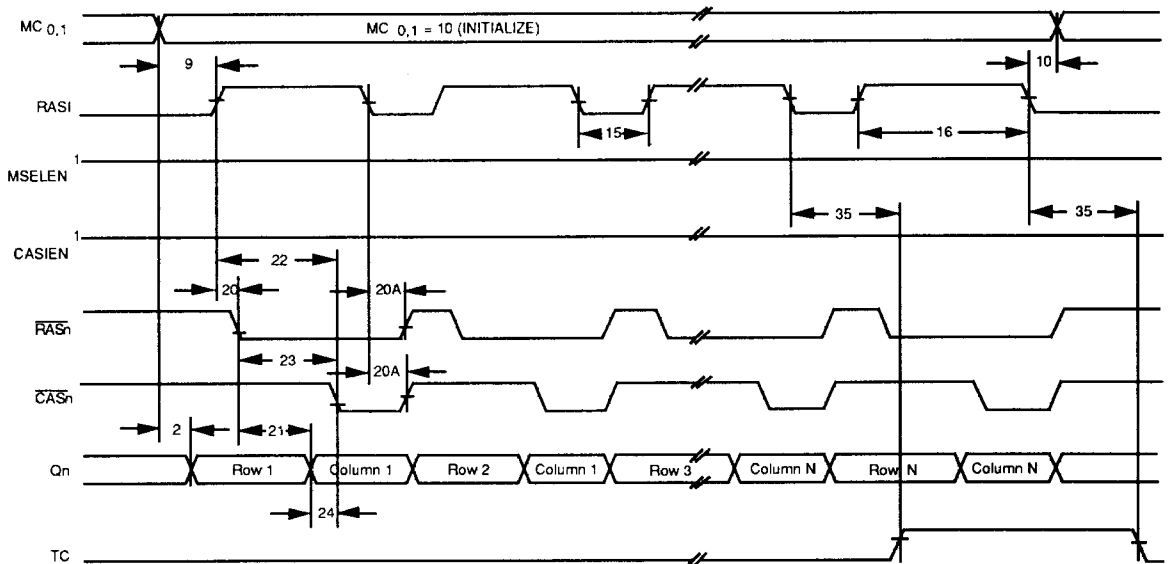 MC 0,1
MC 0,1 = 10 (INITIALIZE)
9
10
RASI
15
16
1
MSELEN
35
35
1
CASIEN
22
20
20A
RASn
23
20A
CASn
2
21
Qn
Row 1
Column 1
Row 2
Column 1
Row 3
Column N
Row N
Column N
24
TC